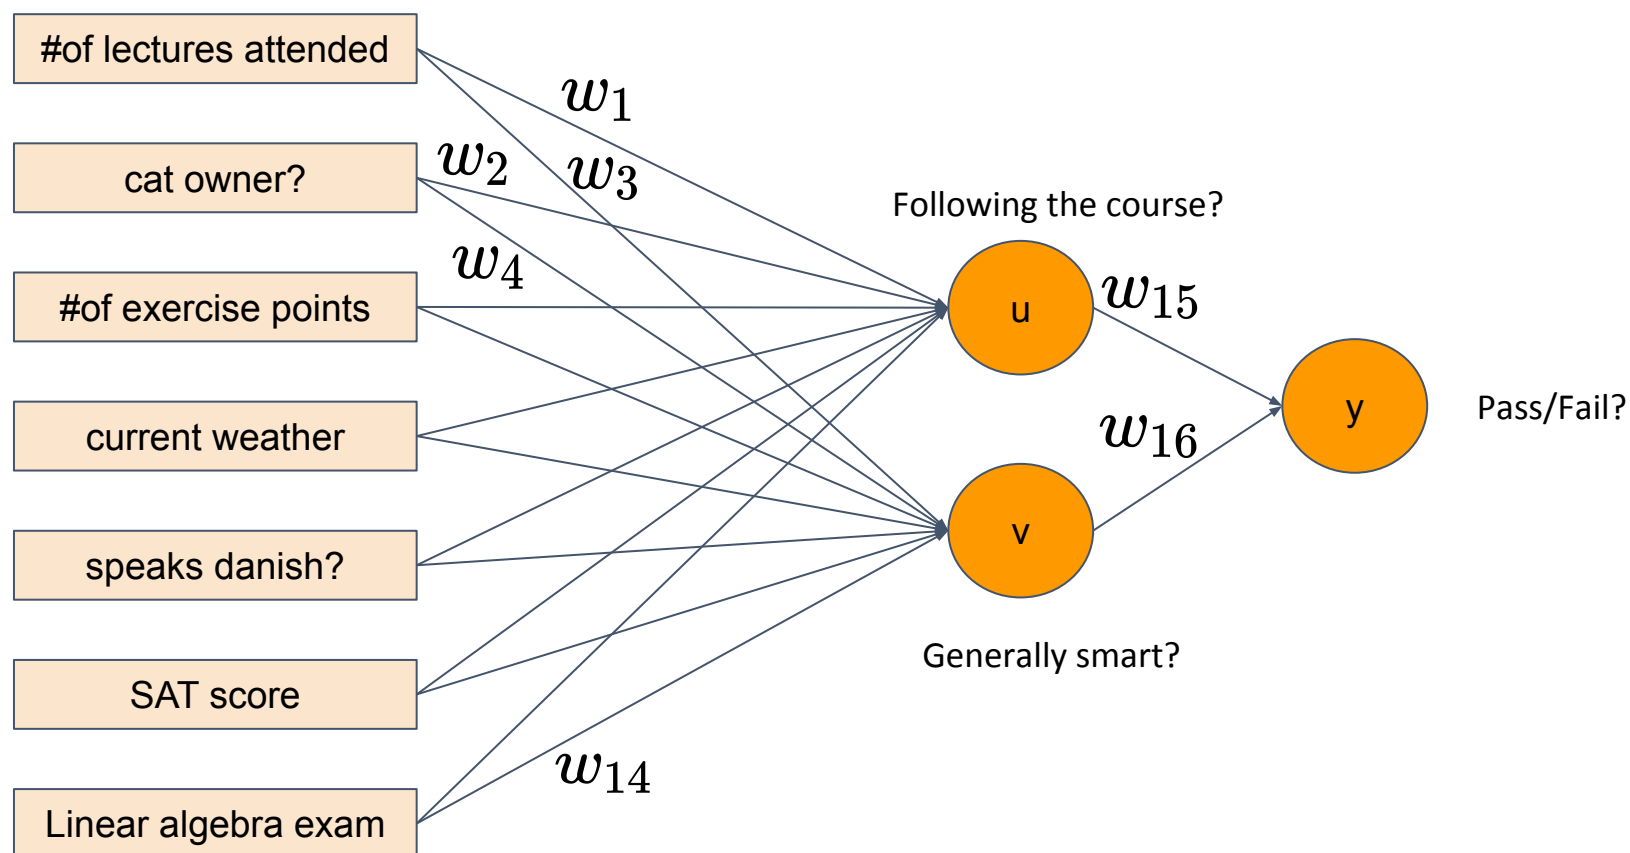 #of lectures attended
w1
cat owner?
w2
w3
Following the course?
w4
#of exercise points
u
w15
current weather
y
Pass/Fail?
w16
v
speaks danish?
Generally smart?
SAT score
w14
Linear algebra exam